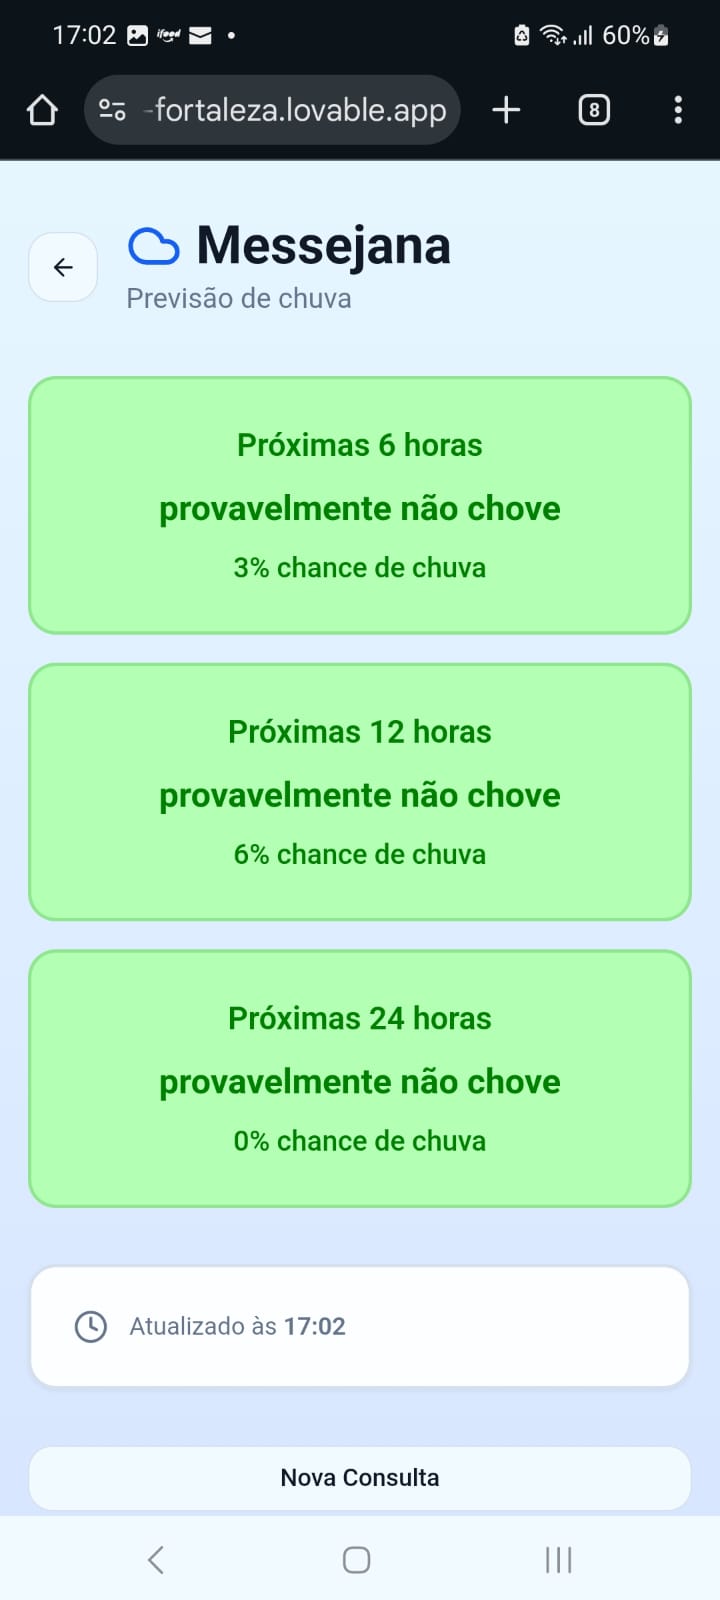 17:02 ifood 60%
-fortaleza.lovable.app 8
Messejana
Previsão de chuva
Próximas 6 horas
provavelmente não chove
3% chance de chuva
Próximas 12 horas
provavelmente não chove
6% chance de chuva
Próximas 24 horas
provavelmente não chove
0% chance de chuva
Atualizado às 17:02
Nova Consulta